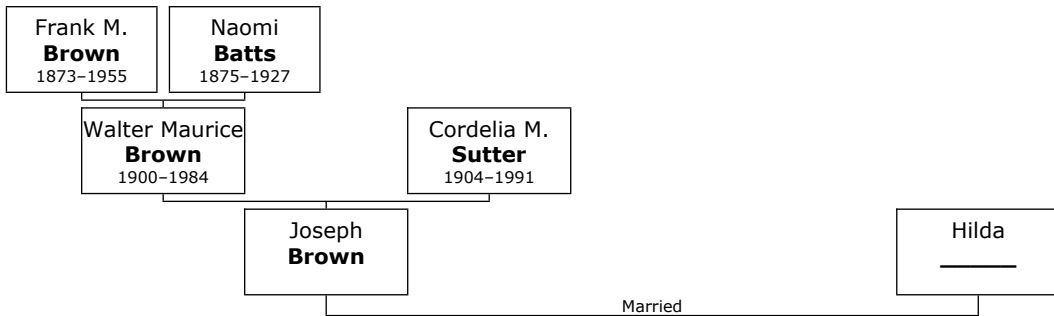 Frank M.
Brown
1873–1955
Naomi
Batts
1875–1927
Walter Maurice
Brown
1900–1984
Cordelia M.
Sutter
1904–1991
Joseph
Brown
Hilda
_____
Married